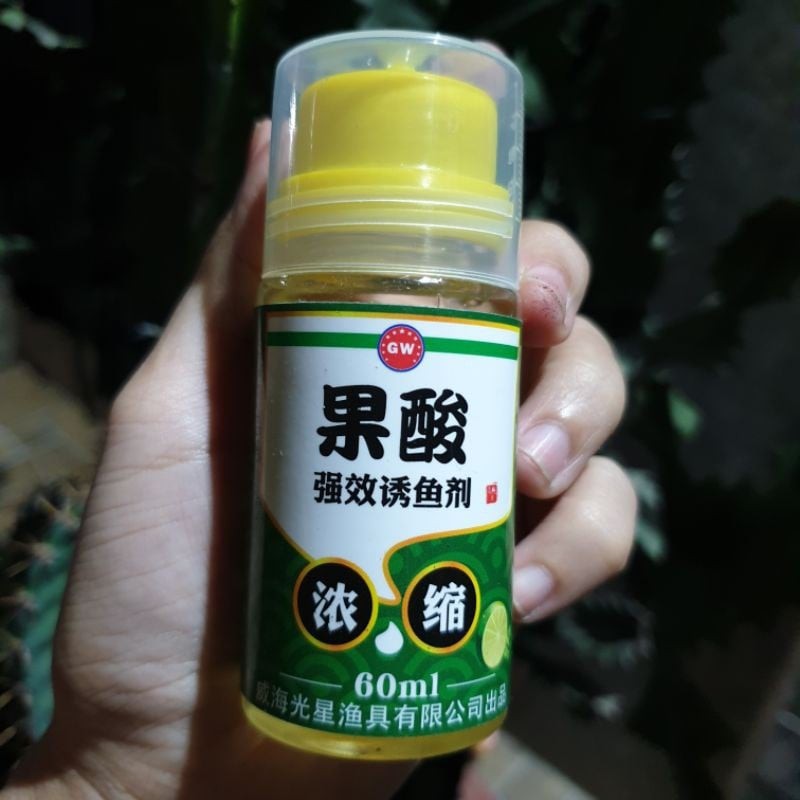 GW
果酸
强效诱鱼剂
浓缩
60ml
威海光星渔具有限公司出品